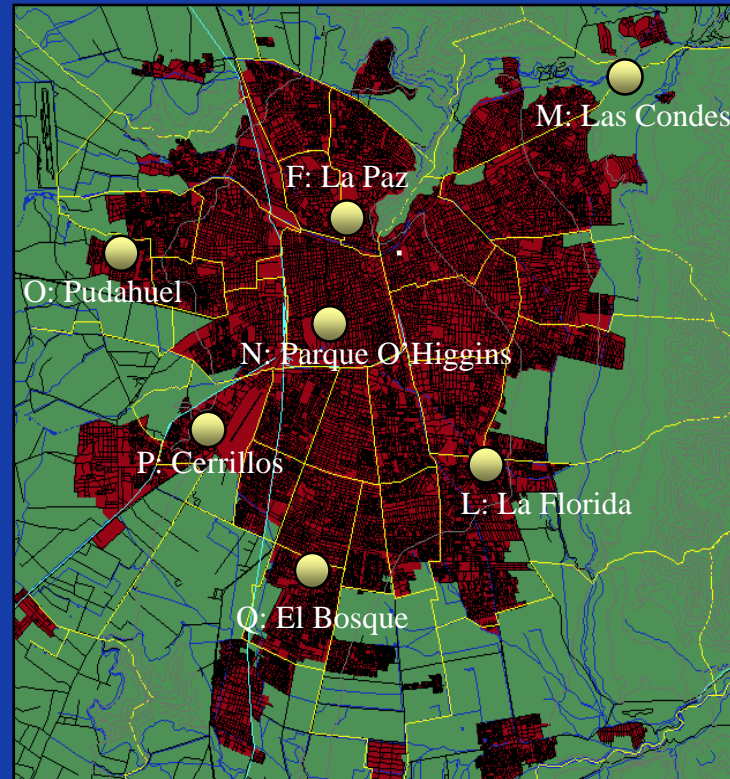 M: Las Condes
F: La Paz
O: Pudahuel
N: Parque O’Higgins
P: Cerrillos
L: La Florida
Q: El Bosque